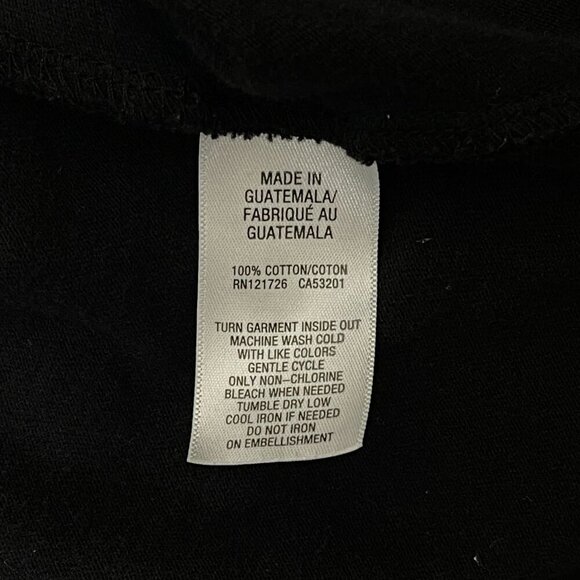 MADE IN
GUATEMALA/
FABRIQUÉ AU
GUATEMALA
100% COTTON/COTON
RN121726 CA53201
TURN GARMENT INSIDE OUT
MACHINE WASH COLD
WITH LIKE COLORS
GENTLE CYCLE
ONLY NON-CHLORINE
BLEACH WHEN NEEDED
TUMBLE DRY LOW
COOL IRON IF NEEDED
DO NOT IRON
ON EMBELLISHMENT